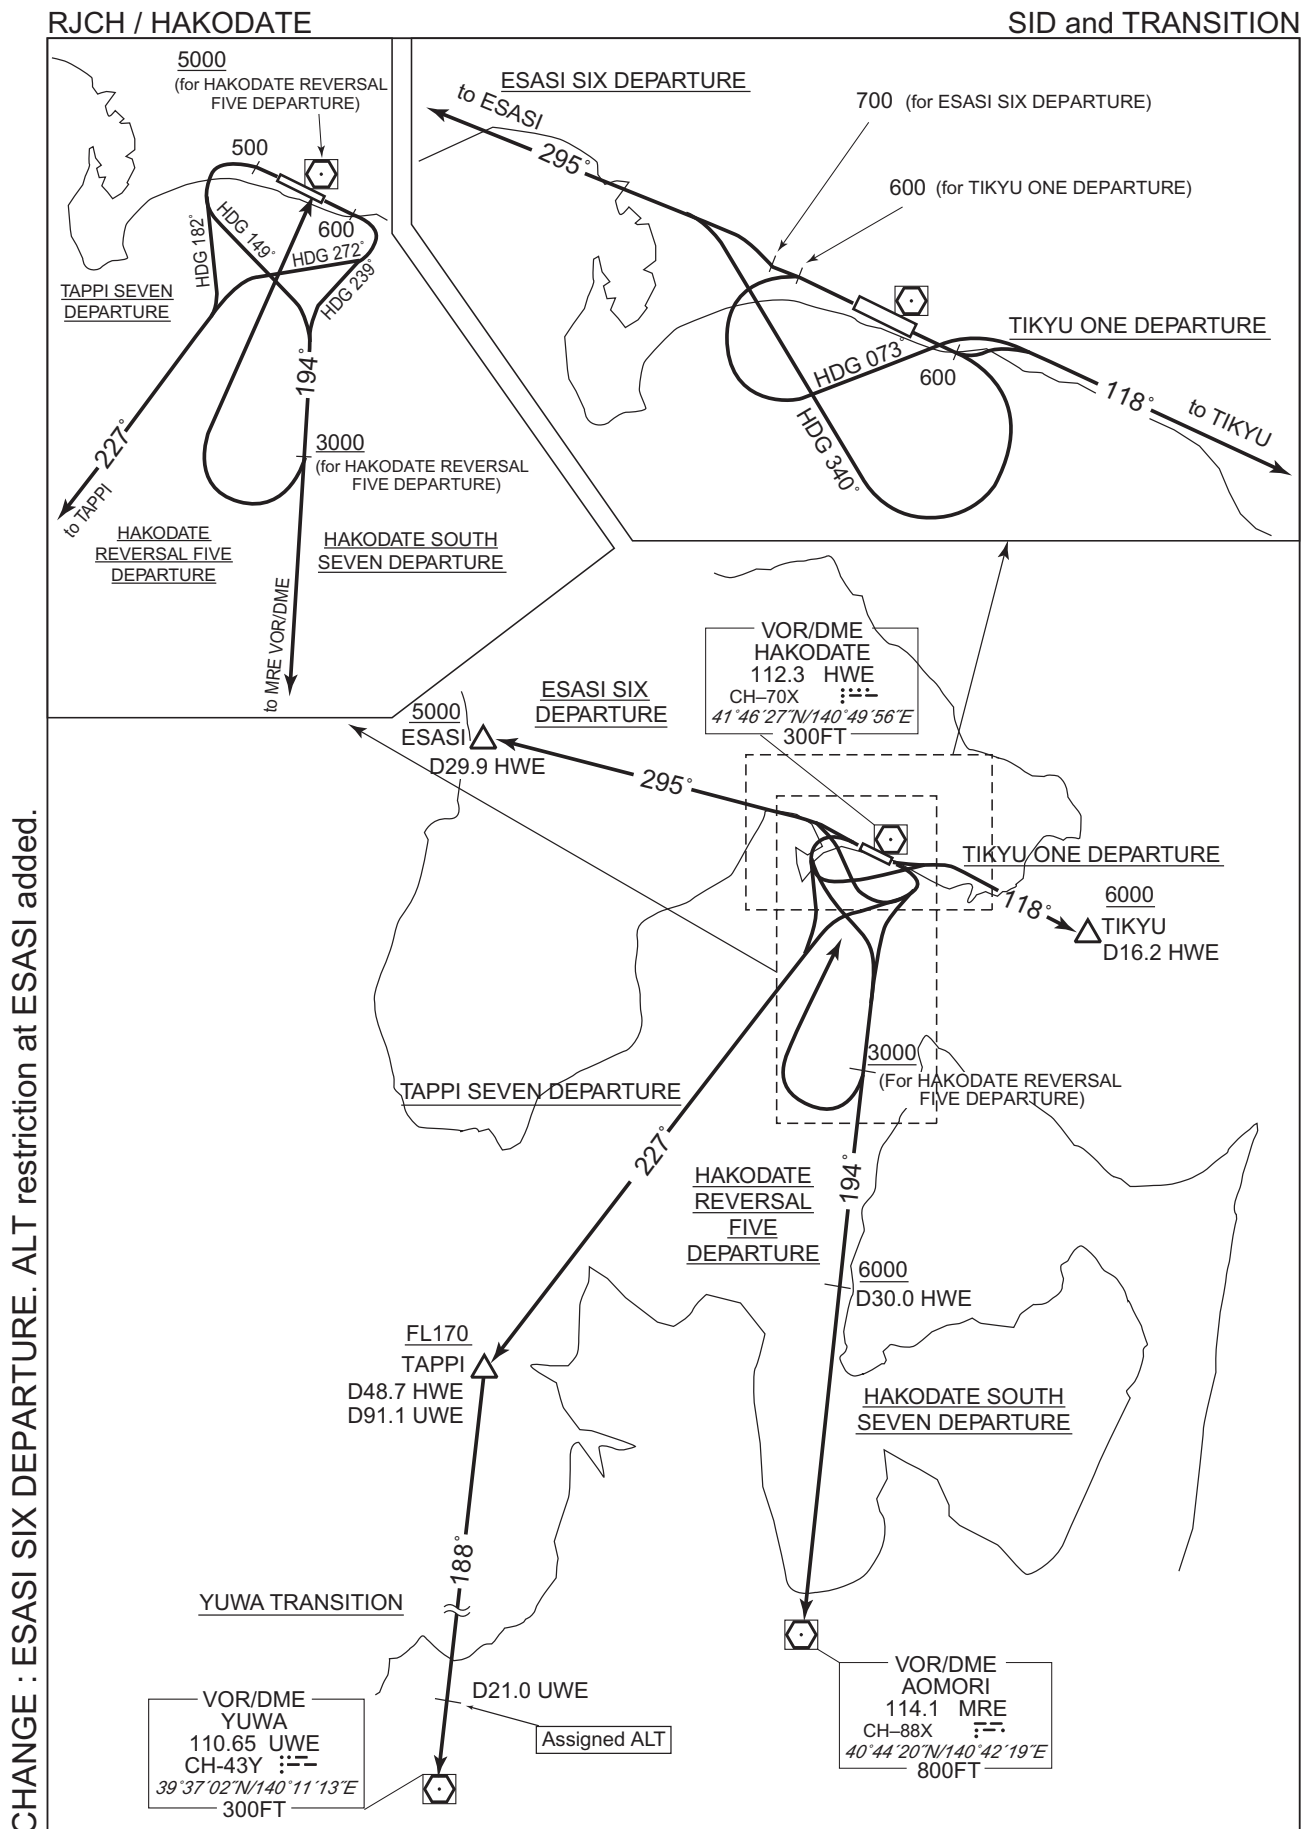 RJCH / HAKODATE
SID and TRANSITION
5000
(for HAKODATE REVERSAL
FIVE DEPARTURE)
500
600
HDG 182°
HDG 149°
HDG 272°
HDG 239°
TAPPI SEVEN
DEPARTURE
194°
227°
to TAPPI
3000
(for HAKODATE REVERSAL
FIVE DEPARTURE)
HAKODATE
REVERSAL FIVE
DEPARTURE
HAKODATE SOUTH
SEVEN DEPARTURE
to MRE VOR/DME
ESASI SIX DEPARTURE
to ESASI
295°
700 (for ESASI SIX DEPARTURE)
600 (for TIKYU ONE DEPARTURE)
TIKYU ONE DEPARTURE
HDG 073°
600
HDG 340°
118°
to TIKYU
VOR/DME
HAKODATE
112.3 HWE
CH–70X
41°46´27˝N/140°49´56˝E
300FT
ESASI SIX
DEPARTURE
5000
ESASI
D29.9 HWE
295°
TIKYU ONE DEPARTURE
118°
6000
TIKYU
D16.2 HWE
3000
(For HAKODATE REVERSAL
FIVE DEPARTURE)
TAPPI SEVEN DEPARTURE
227°
194°
HAKODATE
REVERSAL
FIVE
DEPARTURE
6000
D30.0 HWE
FL170
TAPPI
D48.7 HWE
D91.1 UWE
HAKODATE SOUTH
SEVEN DEPARTURE
188°
YUWA TRANSITION
D21.0 UWE
Assigned ALT
VOR/DME
YUWA
110.65 UWE
CH-43Y
39°37´02˝N/140°11´13˝E
300FT
VOR/DME
AOMORI
114.1 MRE
CH–88X
40°44´20˝N/140°42´19˝E
800FT
CHANGE : ESASI SIX DEPARTURE. ALT restriction at ESASI added.